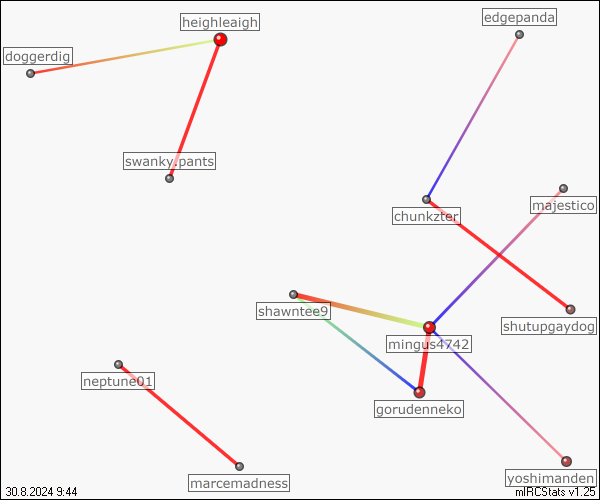 heighleaigh
edgepanda
doggerdig
swanky.pants
majestico
chunkzter
shawntee9
shutupgaydog
mingus4742
neptune01
gorudenneko
marcemadness
yoshimanden
30.8.2024 9:44
mIRCStats v1.25